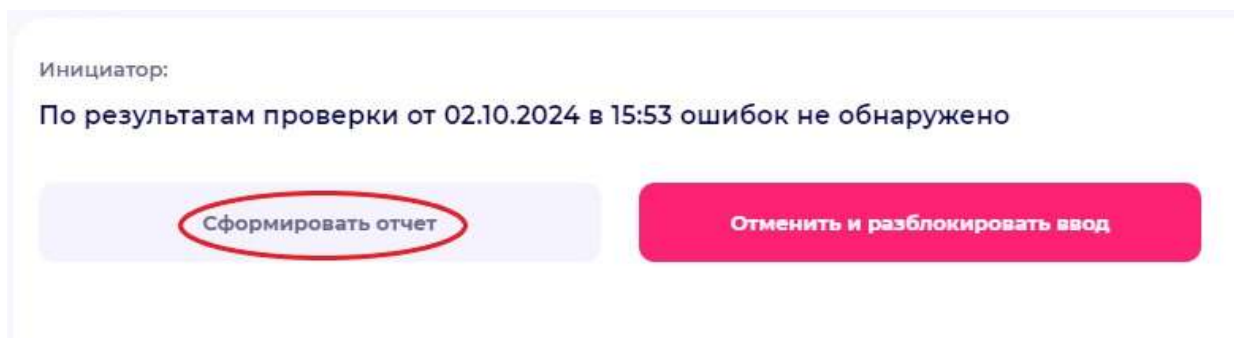 Инициатор:
По результатам проверки от 02.10.2024 в 15:53 ошибок не обнаружено
Сформировать отчет
Отменить и разблокировать ввод